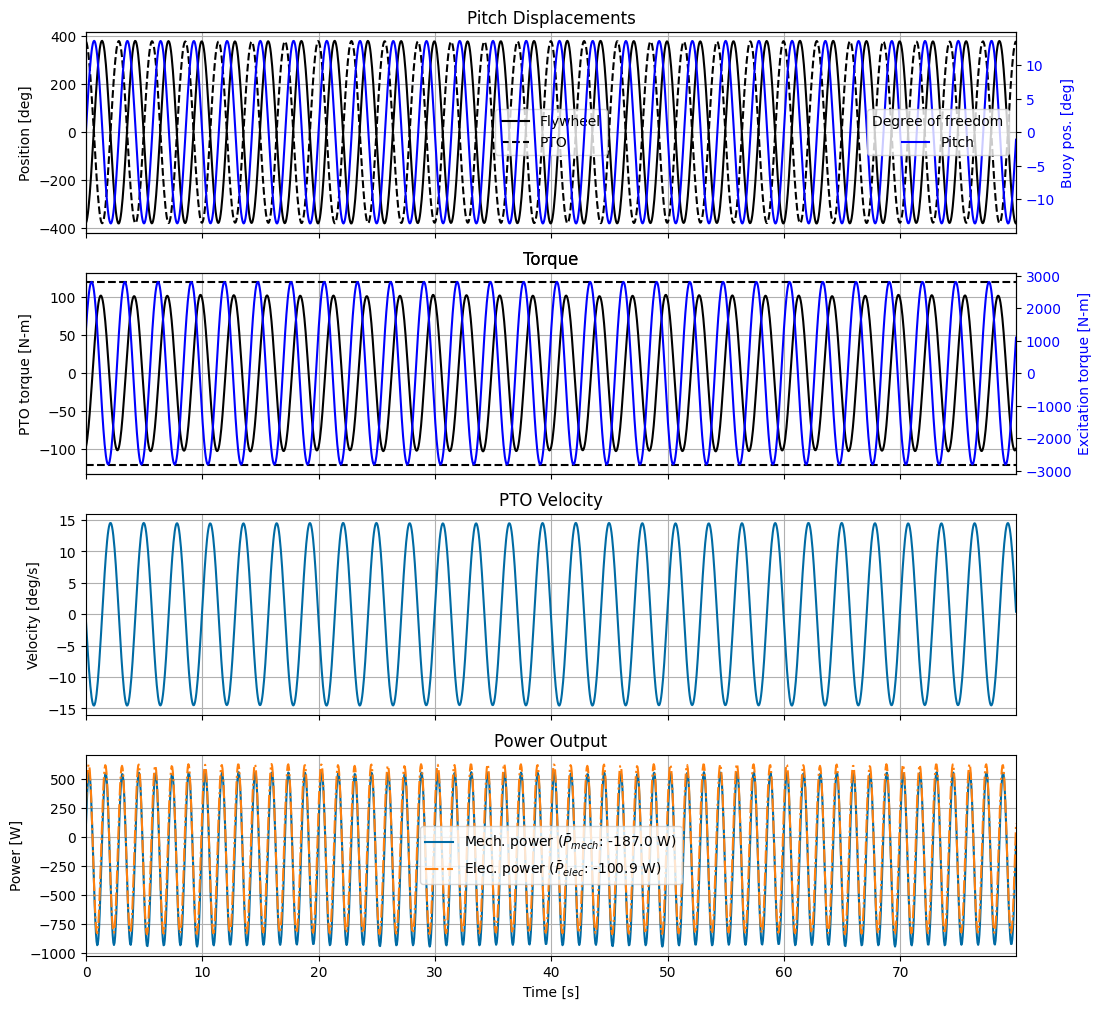 Pitch Displacements
400
200
0
−200
−400
Position [deg]
10
5
0
−5
−10
Buoy pos. [deg]
Flywheel
PTO
Degree of freedom
Pitch
Torque
100
50
0
−50
−100
PTO torque [N-m]
3000
2000
1000
0
−1000
−2000
−3000
Excitation torque [N-m]
PTO Velocity
15
10
5
0
−5
−10
−15
Velocity [deg/s]
Power Output
500
250
0
−250
−500
−750
−1000
Power [W]
Mech. power (P̄mech: -187.0 W)
Elec. power (P̄elec: -100.9 W)
0 10 20 30 40 50 60 70
Time [s]